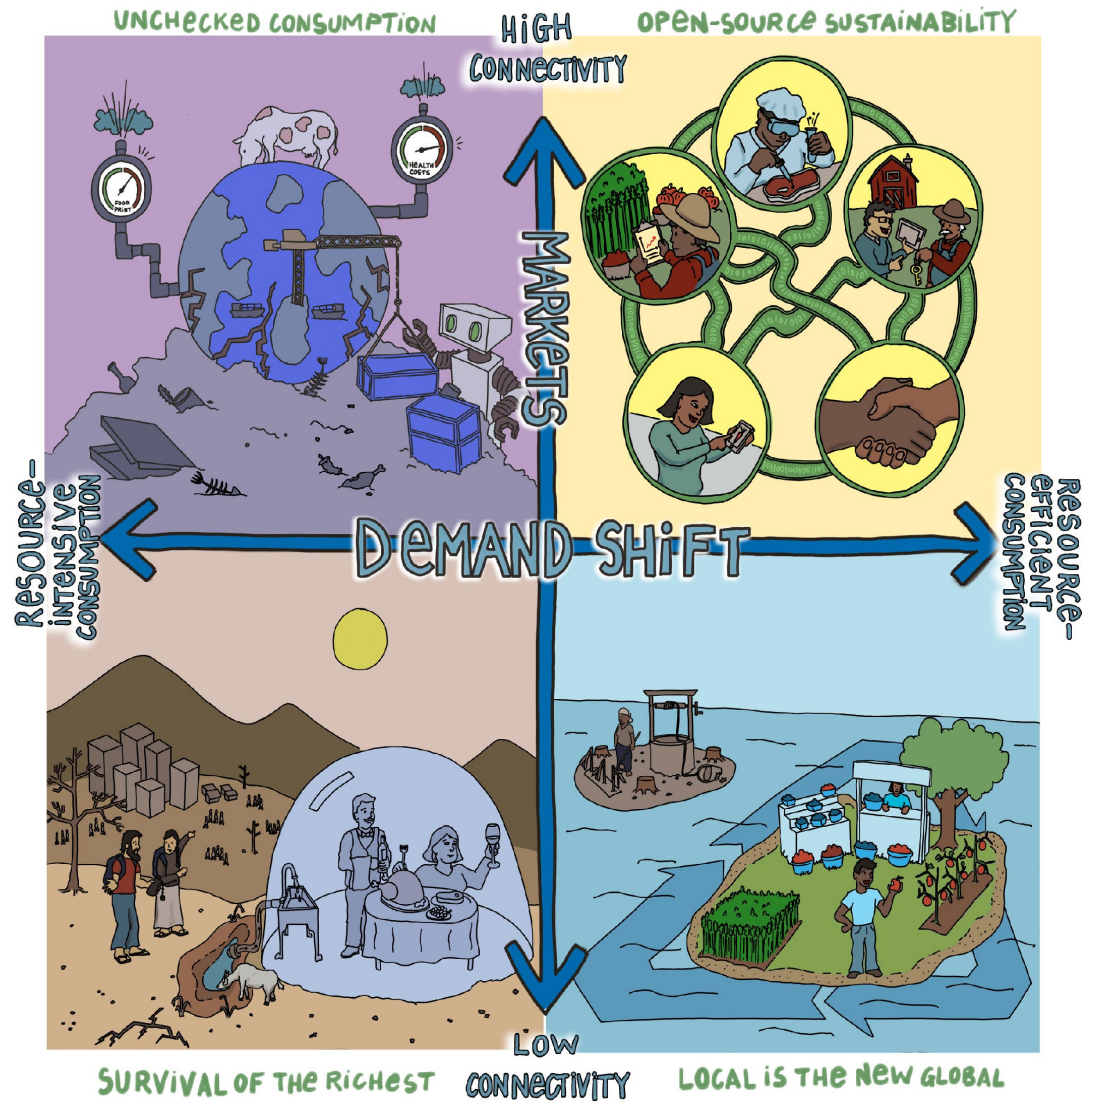 UNCHECKED CONSUMPTION
HiGH
CONNECTiViTY
OPEN-SOURCE SUSTAiNABiLiTY
FOOD
PRINT
HEALTH
COSTS
MARKETS
RESOURCE-
iNTENSiVE
CONSUMPTiON
DEMAND SHiFT
RESOURCE-
EFFiCiENT
CONSUMPTiON
LOW
CONNECTiViTY
SURViVAL OF THE RiCHEST
LOCAL iS THE NEW GLOBAL